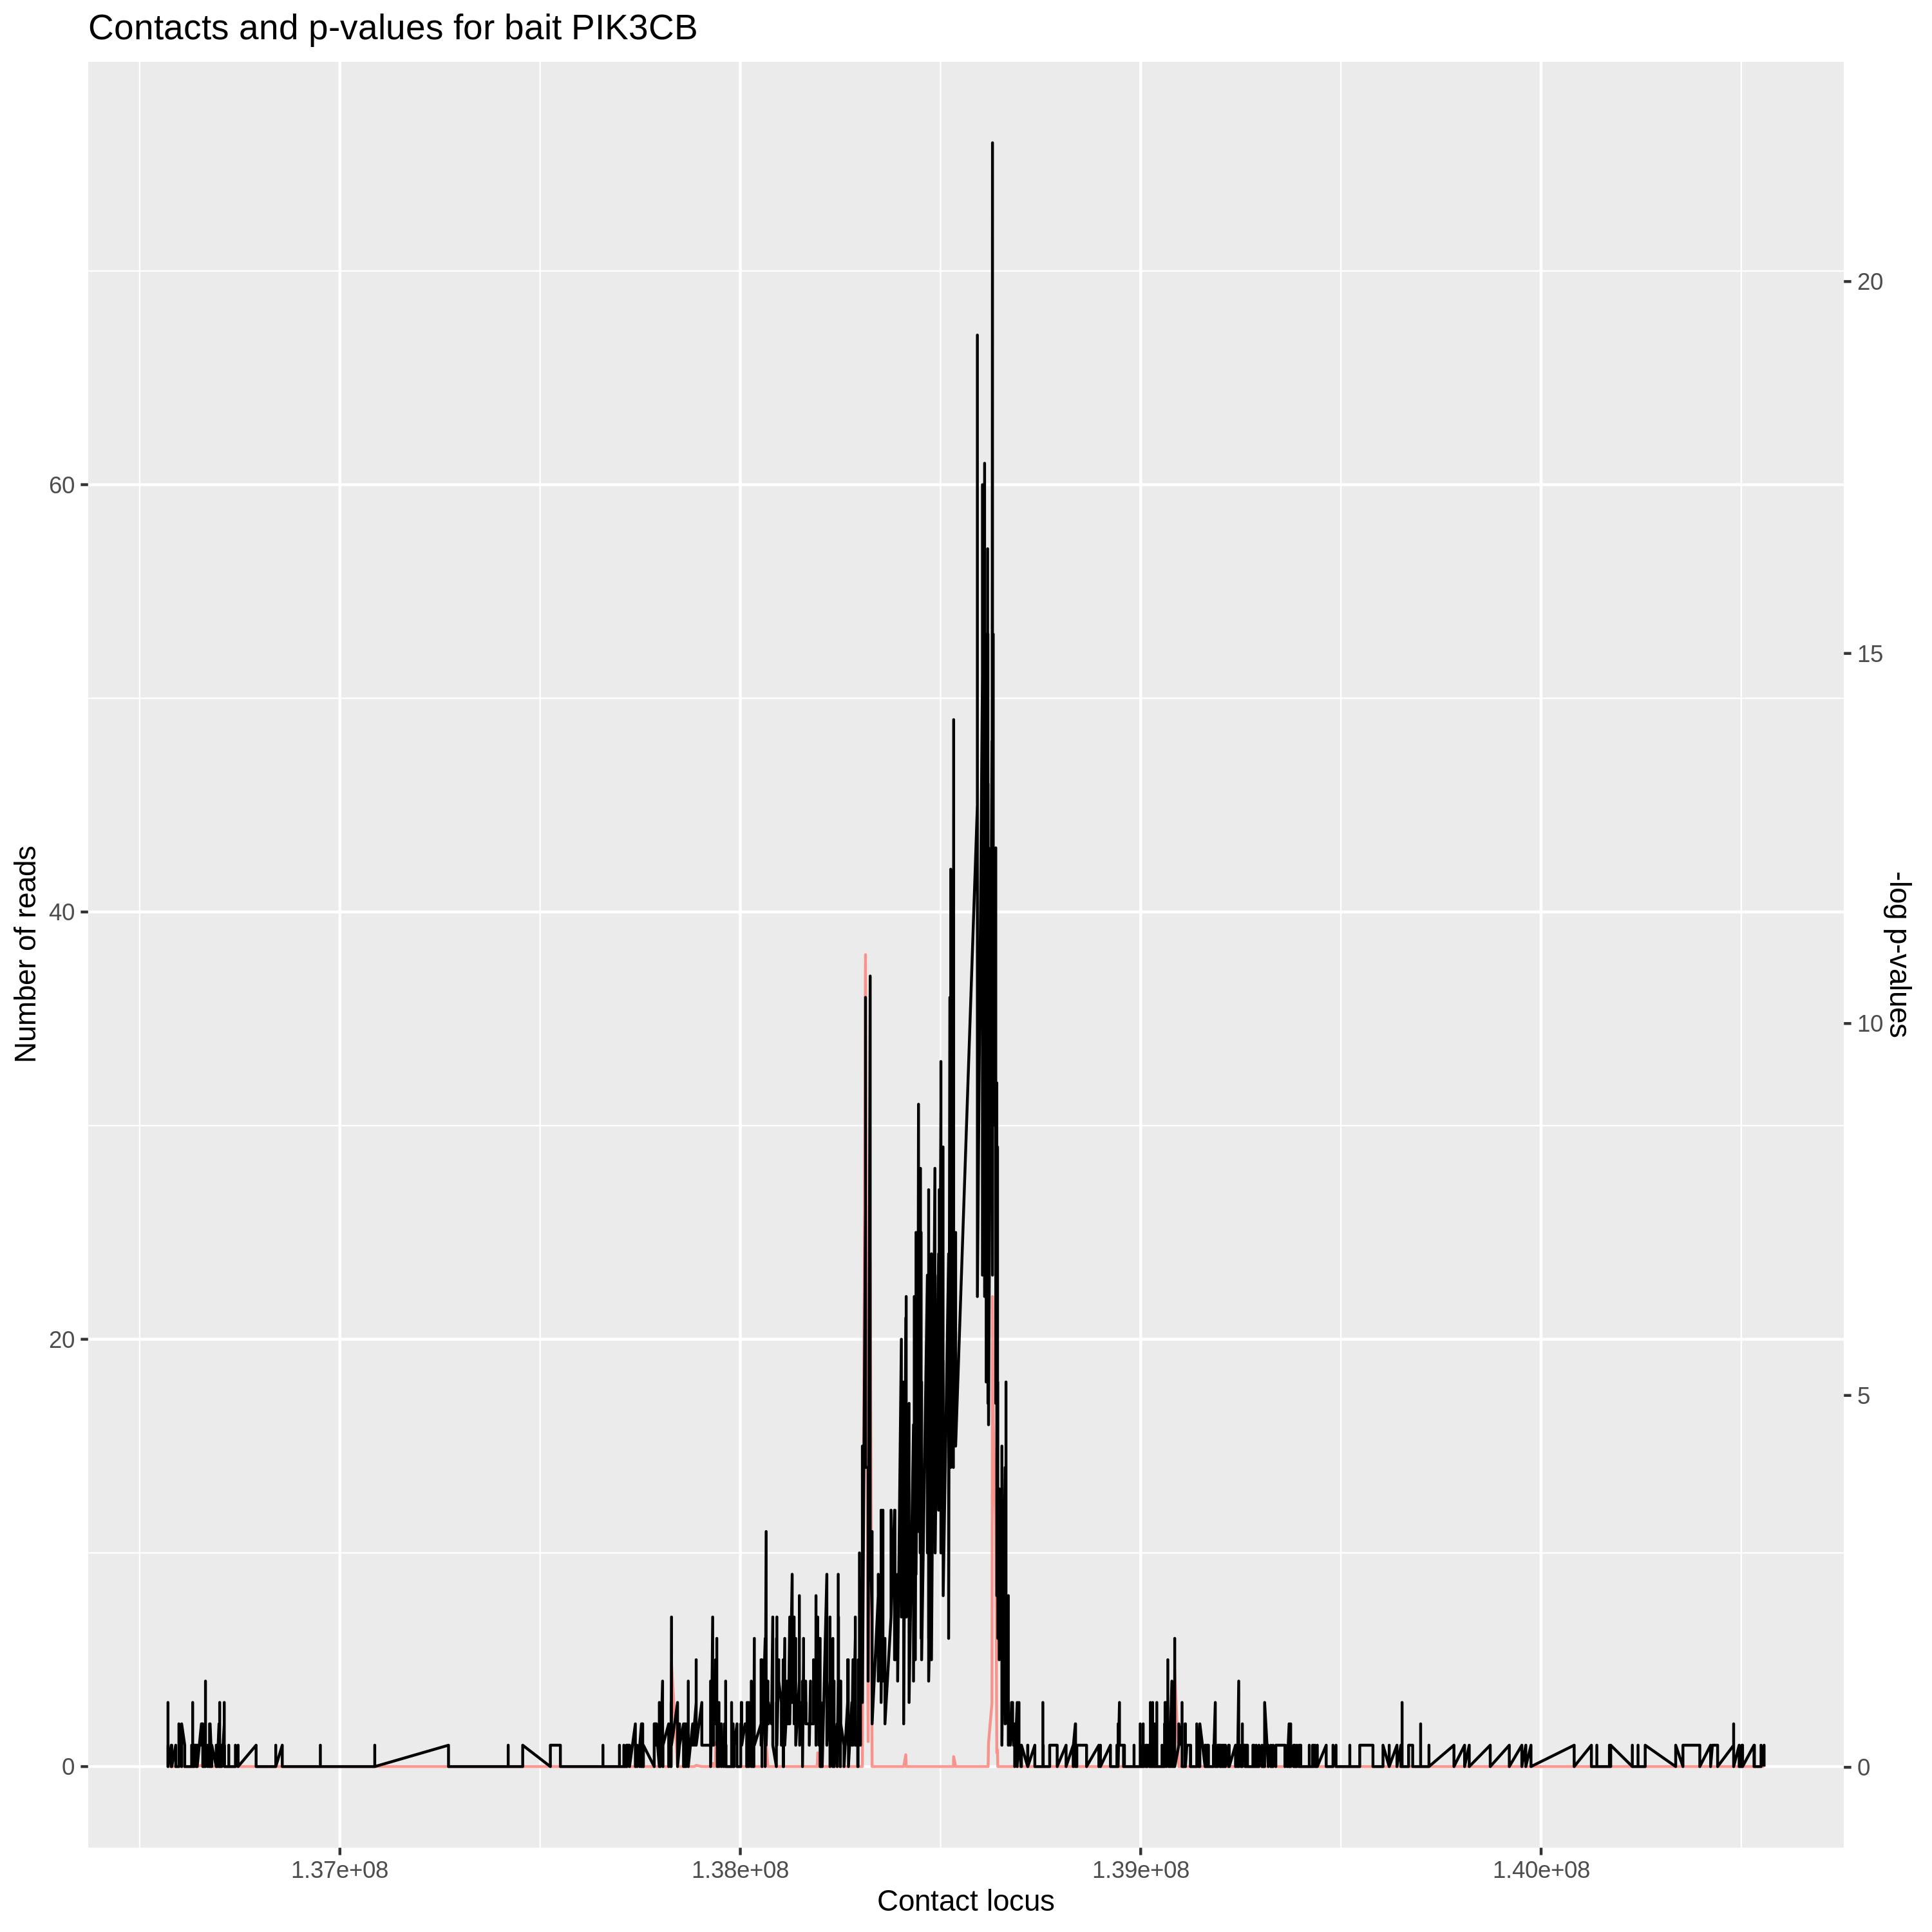 Contacts and p-values for bait PIK3CB
Number of reads
60
40
20
0
20
15
10
5
0
-log p-values
1.37e+08
1.38e+08
1.39e+08
1.40e+08
Contact locus